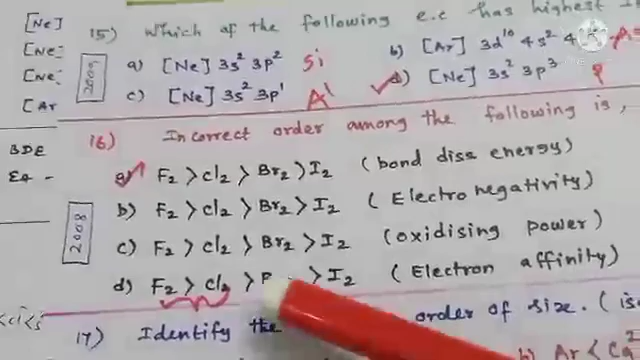 [Ne]
[Ne]
[Ne]
[Ar
BDE
EA -
15) Which of the following e.c has highest I
2009
a) [Ne] 3s² 3p² Si
b) [Ar] 3d¹⁰ 4s² 4
c) [Ne] 3s² 3p¹ Al
d) [Ne] 3s² 3p³ P
16) Incorrect order among the following is,
2008
a) F₂ > Cl₂ > Br₂ > I₂ (bond diss energy)
b) F₂ > Cl₂ > Br₂ > I₂ (Electronegativity)
c) F₂ > Cl₂ > Br₂ > I₂ (oxidising power)
d) F₂ > Cl₂ > > I₂ (Electron affinity)
17) Identify the order of size. (is
b) Ar < Ca²